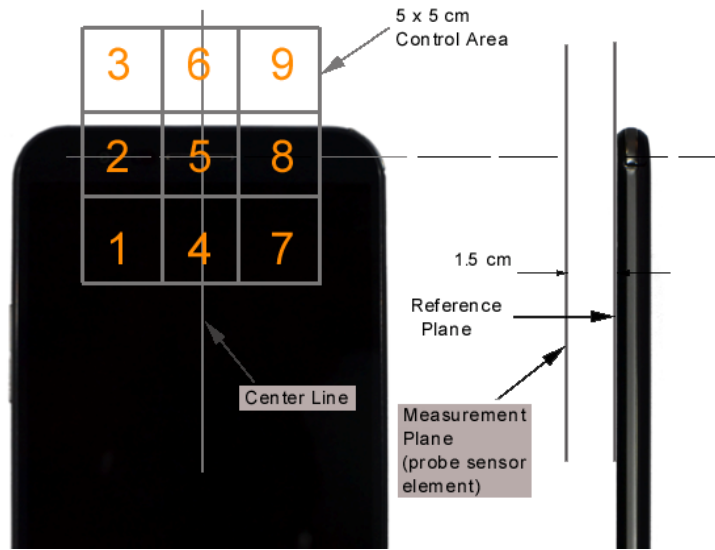 5 x 5 cm
Control Area
3 6 9
2 5 8
1 4 7
1.5 cm
Reference
Plane
Center Line
Measurement
Plane
(probe sensor
element)